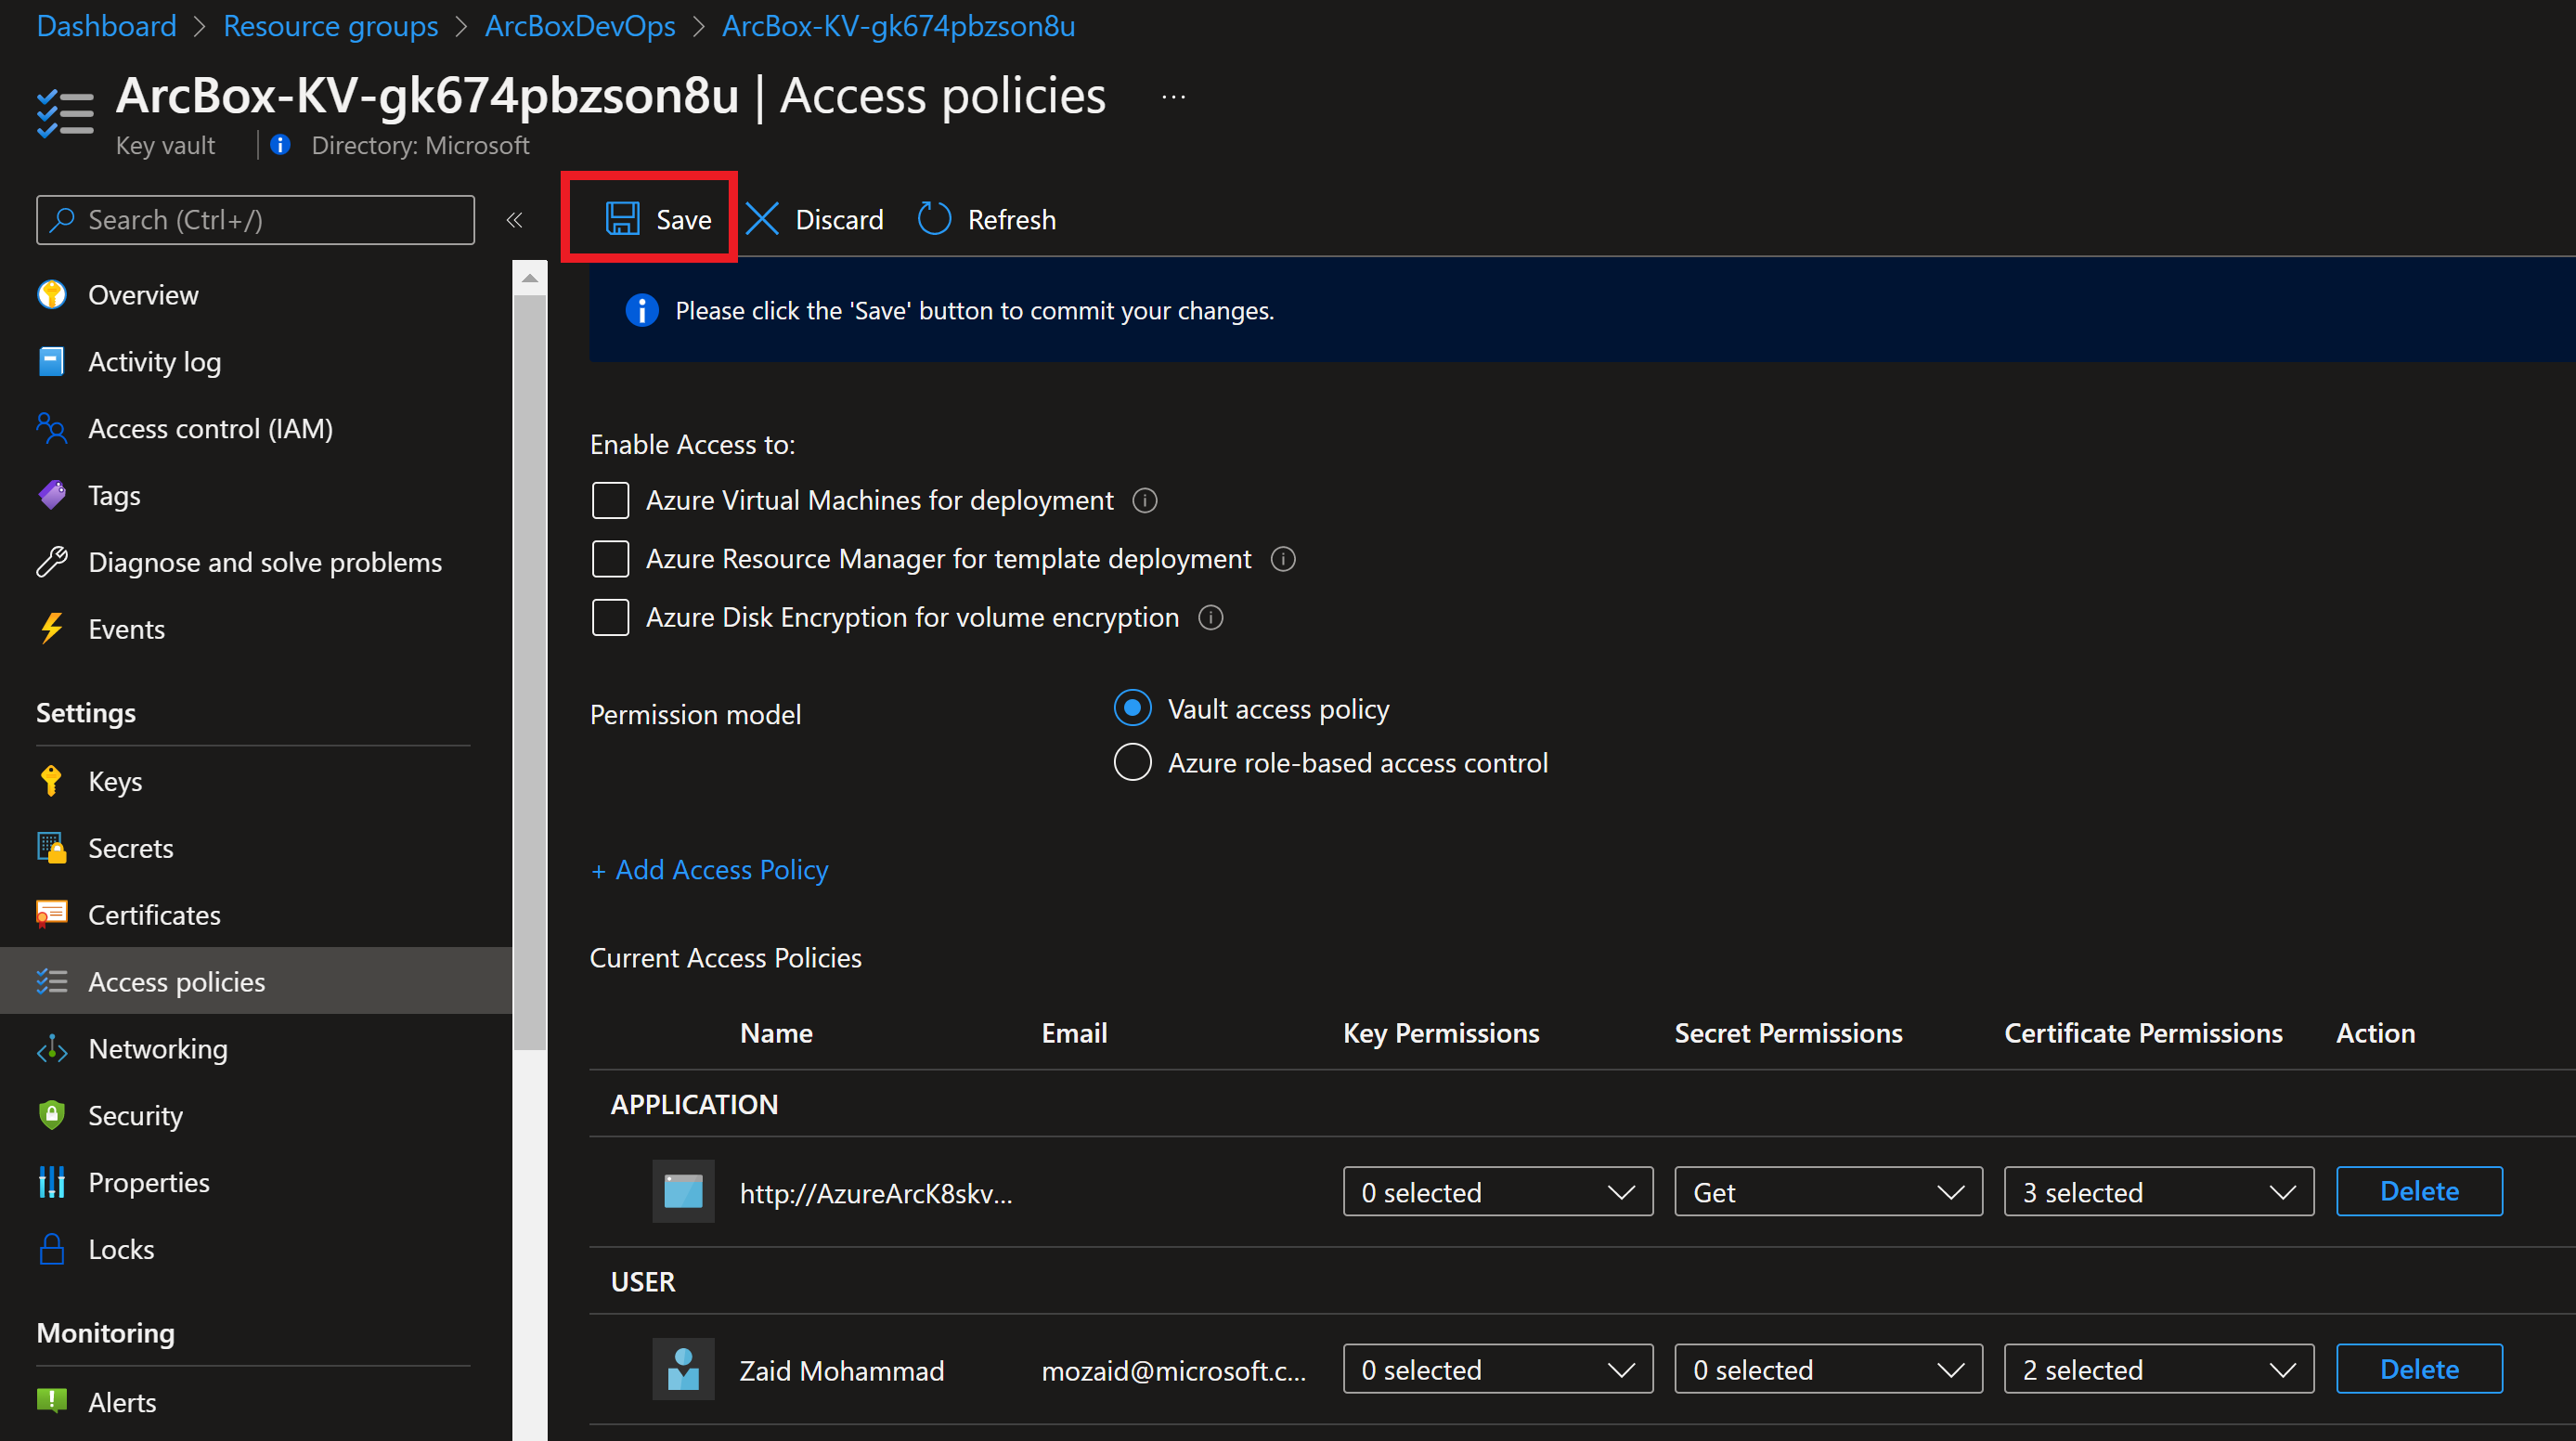 Dashboard > Resource groups > ArcBoxDevOps > ArcBox-KV-gk674pbzson8u
ArcBox-KV-gk674pbzson8u | Access policies ...
Key vault | Directory: Microsoft
Search (Ctrl+/) «
Overview
Activity log
Access control (IAM)
Tags
Diagnose and solve problems
Events
Settings
Keys
Secrets
Certificates
Access policies
Networking
Security
Properties
Locks
Monitoring
Alerts
Save Discard Refresh
Please click the 'Save' button to commit your changes.
Enable Access to:
Azure Virtual Machines for deployment
Azure Resource Manager for template deployment
Azure Disk Encryption for volume encryption
Permission model
Vault access policy
Azure role-based access control
+ Add Access Policy
Current Access Policies
Name Email Key Permissions Secret Permissions Certificate Permissions Action
APPLICATION
http://AzureArcK8skv... 0 selected Get 3 selected Delete
USER
Zaid Mohammad mozaid@microsoft.c... 0 selected 0 selected 2 selected Delete